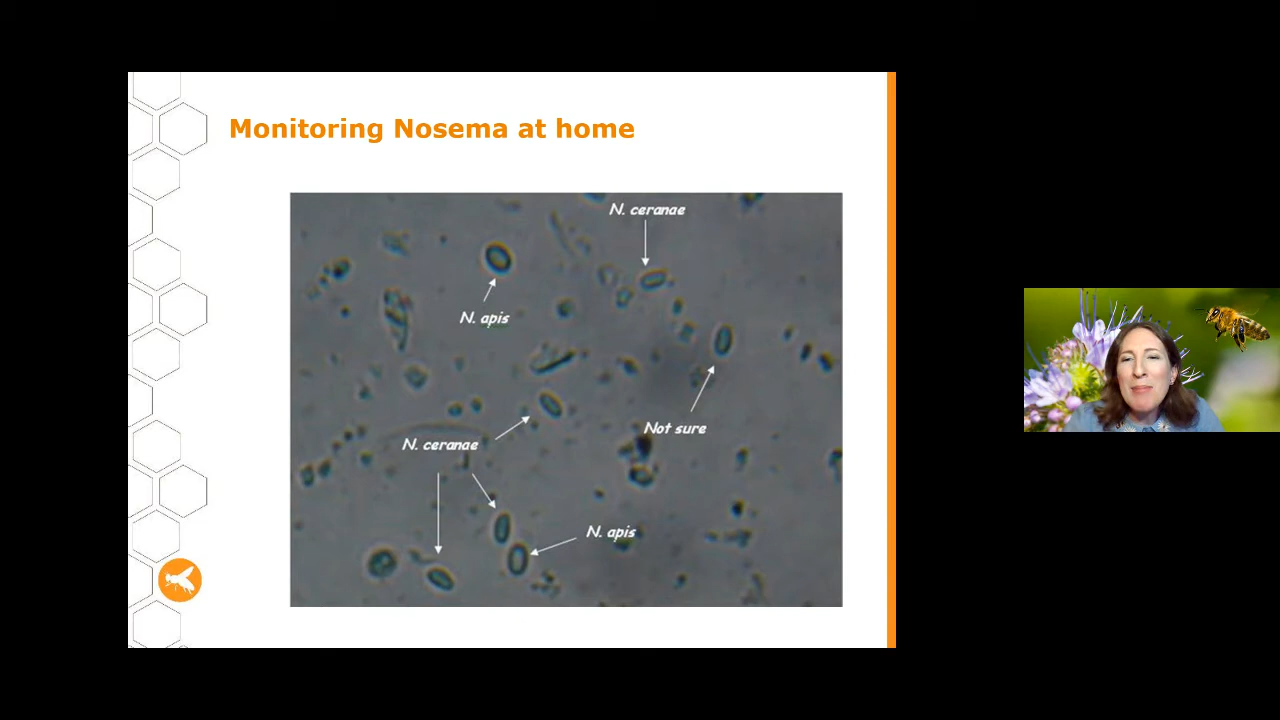 Monitoring Nosema at home
N. ceranae
N. apis
Not sure
N. ceranae
N. apis